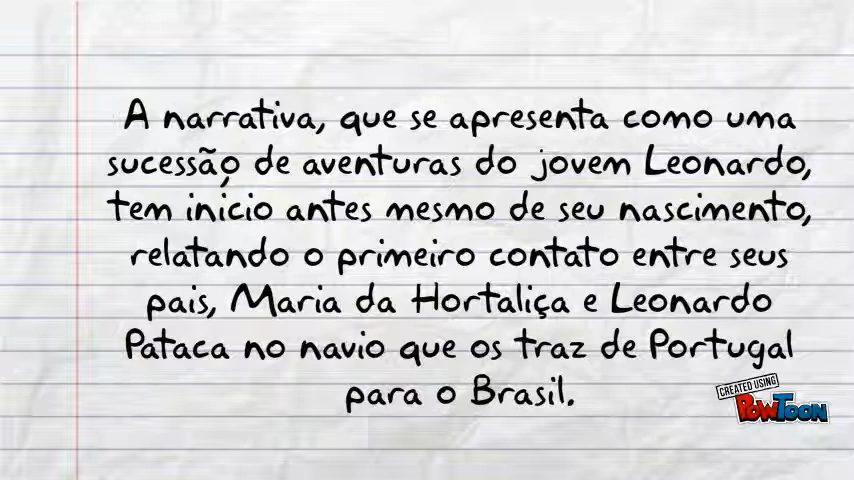 A narrativa, que se apresenta como uma
sucessão de aventuras do jovem Leonardo,
tem início antes mesmo de seu nascimento,
relatando o primeiro contato entre seus
pais, Maria da Hortaliça e Leonardo
Pataca no navio que os traz de Portugal
para o Brasil.
CREATED USING
POWTOON